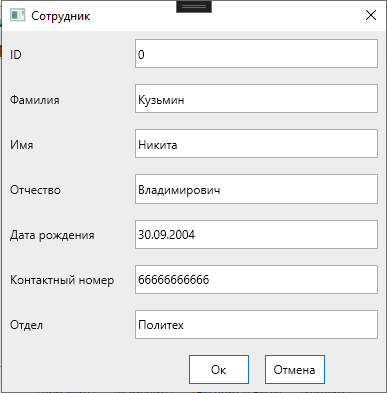 Сотрудник
ID 0
Фамилия Кузьмин
Имя Никита
Отчество Владимирович
Дата рождения 30.09.2004
Контактный номер 66666666666
Отдел Политех
Ок Отмена